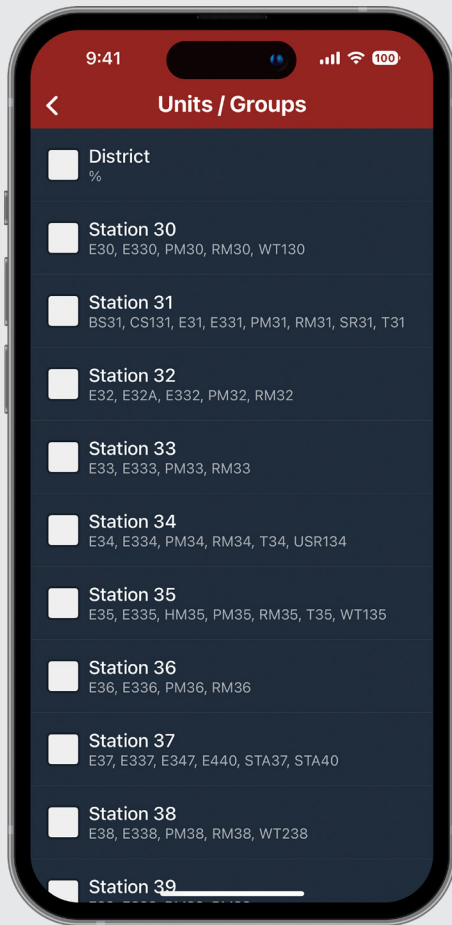 9:41
100
Units / Groups
District
%
Station 30
E30, E330, PM30, RM30, WT130
Station 31
BS31, CS131, E31, E331, PM31, RM31, SR31, T31
Station 32
E32, E32A, E332, PM32, RM32
Station 33
E33, E333, PM33, RM33
Station 34
E34, E334, PM34, RM34, T34, USR134
Station 35
E35, E335, HM35, PM35, RM35, T35, WT135
Station 36
E36, E336, PM36, RM36
Station 37
E37, E337, E347, E440, STA37, STA40
Station 38
E38, E338, PM38, RM38, WT238
Station 39